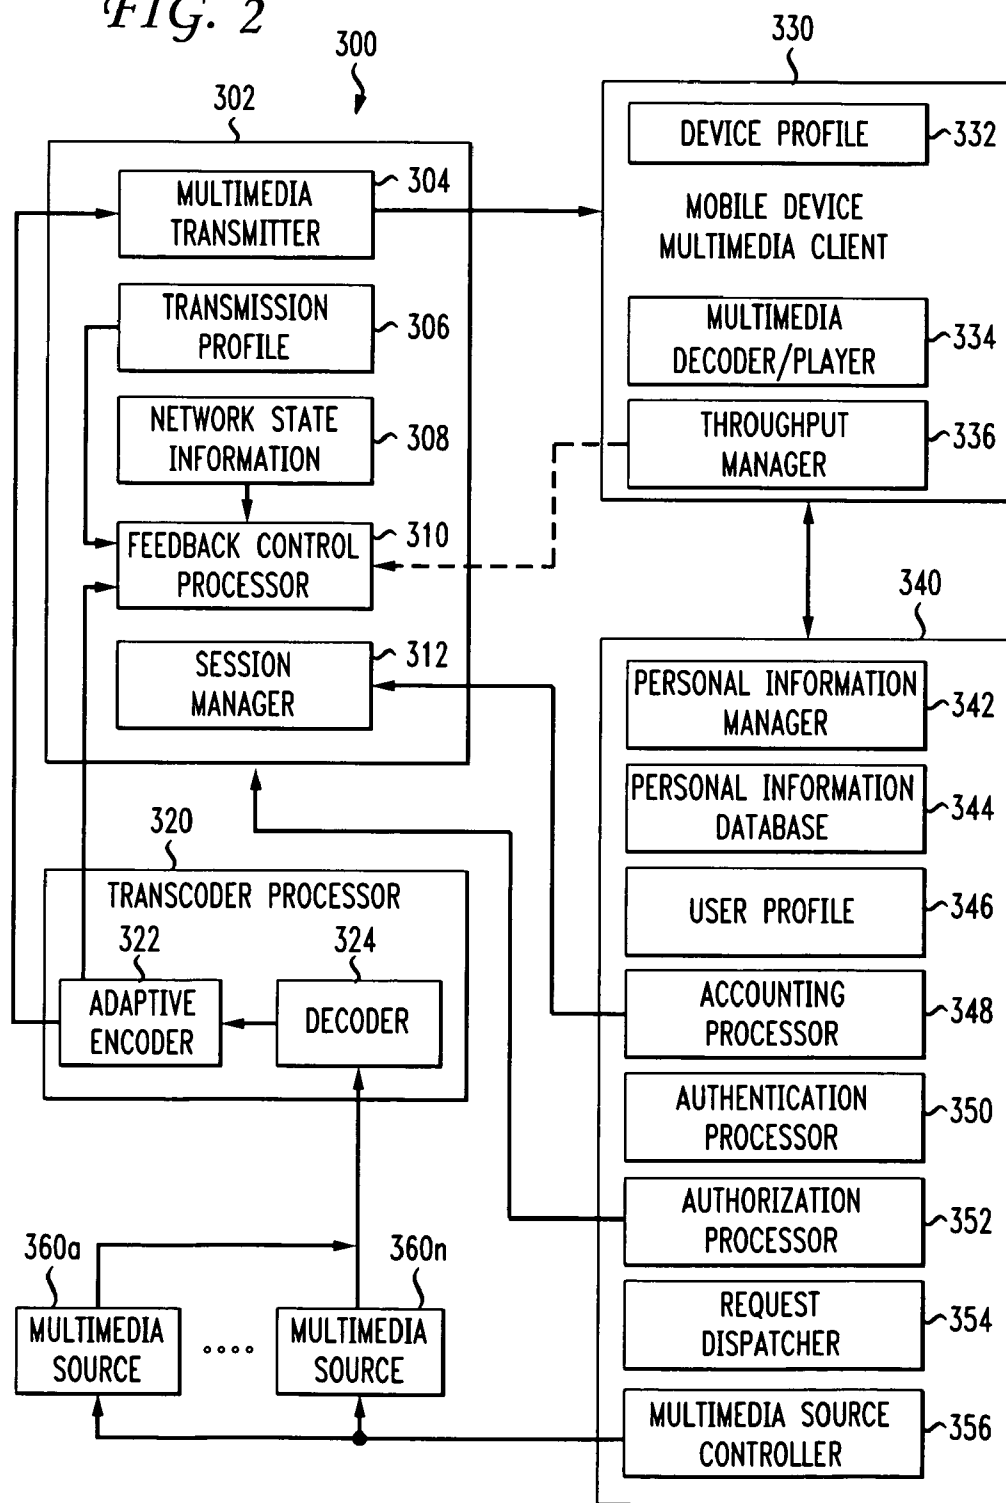 FIG. 2
300
302
MULTIMEDIA
TRANSMITTER
304
TRANSMISSION
PROFILE
306
NETWORK STATE
INFORMATION
308
FEEDBACK CONTROL
PROCESSOR
310
SESSION
MANAGER
312
320
TRANSCODER PROCESSOR
322
ADAPTIVE
ENCODER
324
DECODER
360a
MULTIMEDIA
SOURCE
360n
MULTIMEDIA
SOURCE
330
DEVICE PROFILE
332
MOBILE DEVICE
MULTIMEDIA CLIENT
MULTIMEDIA
DECODER/PLAYER
334
THROUGHPUT
MANAGER
336
340
PERSONAL INFORMATION
MANAGER
342
PERSONAL INFORMATION
DATABASE
344
USER PROFILE
346
ACCOUNTING
PROCESSOR
348
AUTHENTICATION
PROCESSOR
350
AUTHORIZATION
PROCESSOR
352
REQUEST
DISPATCHER
354
MULTIMEDIA SOURCE
CONTROLLER
356